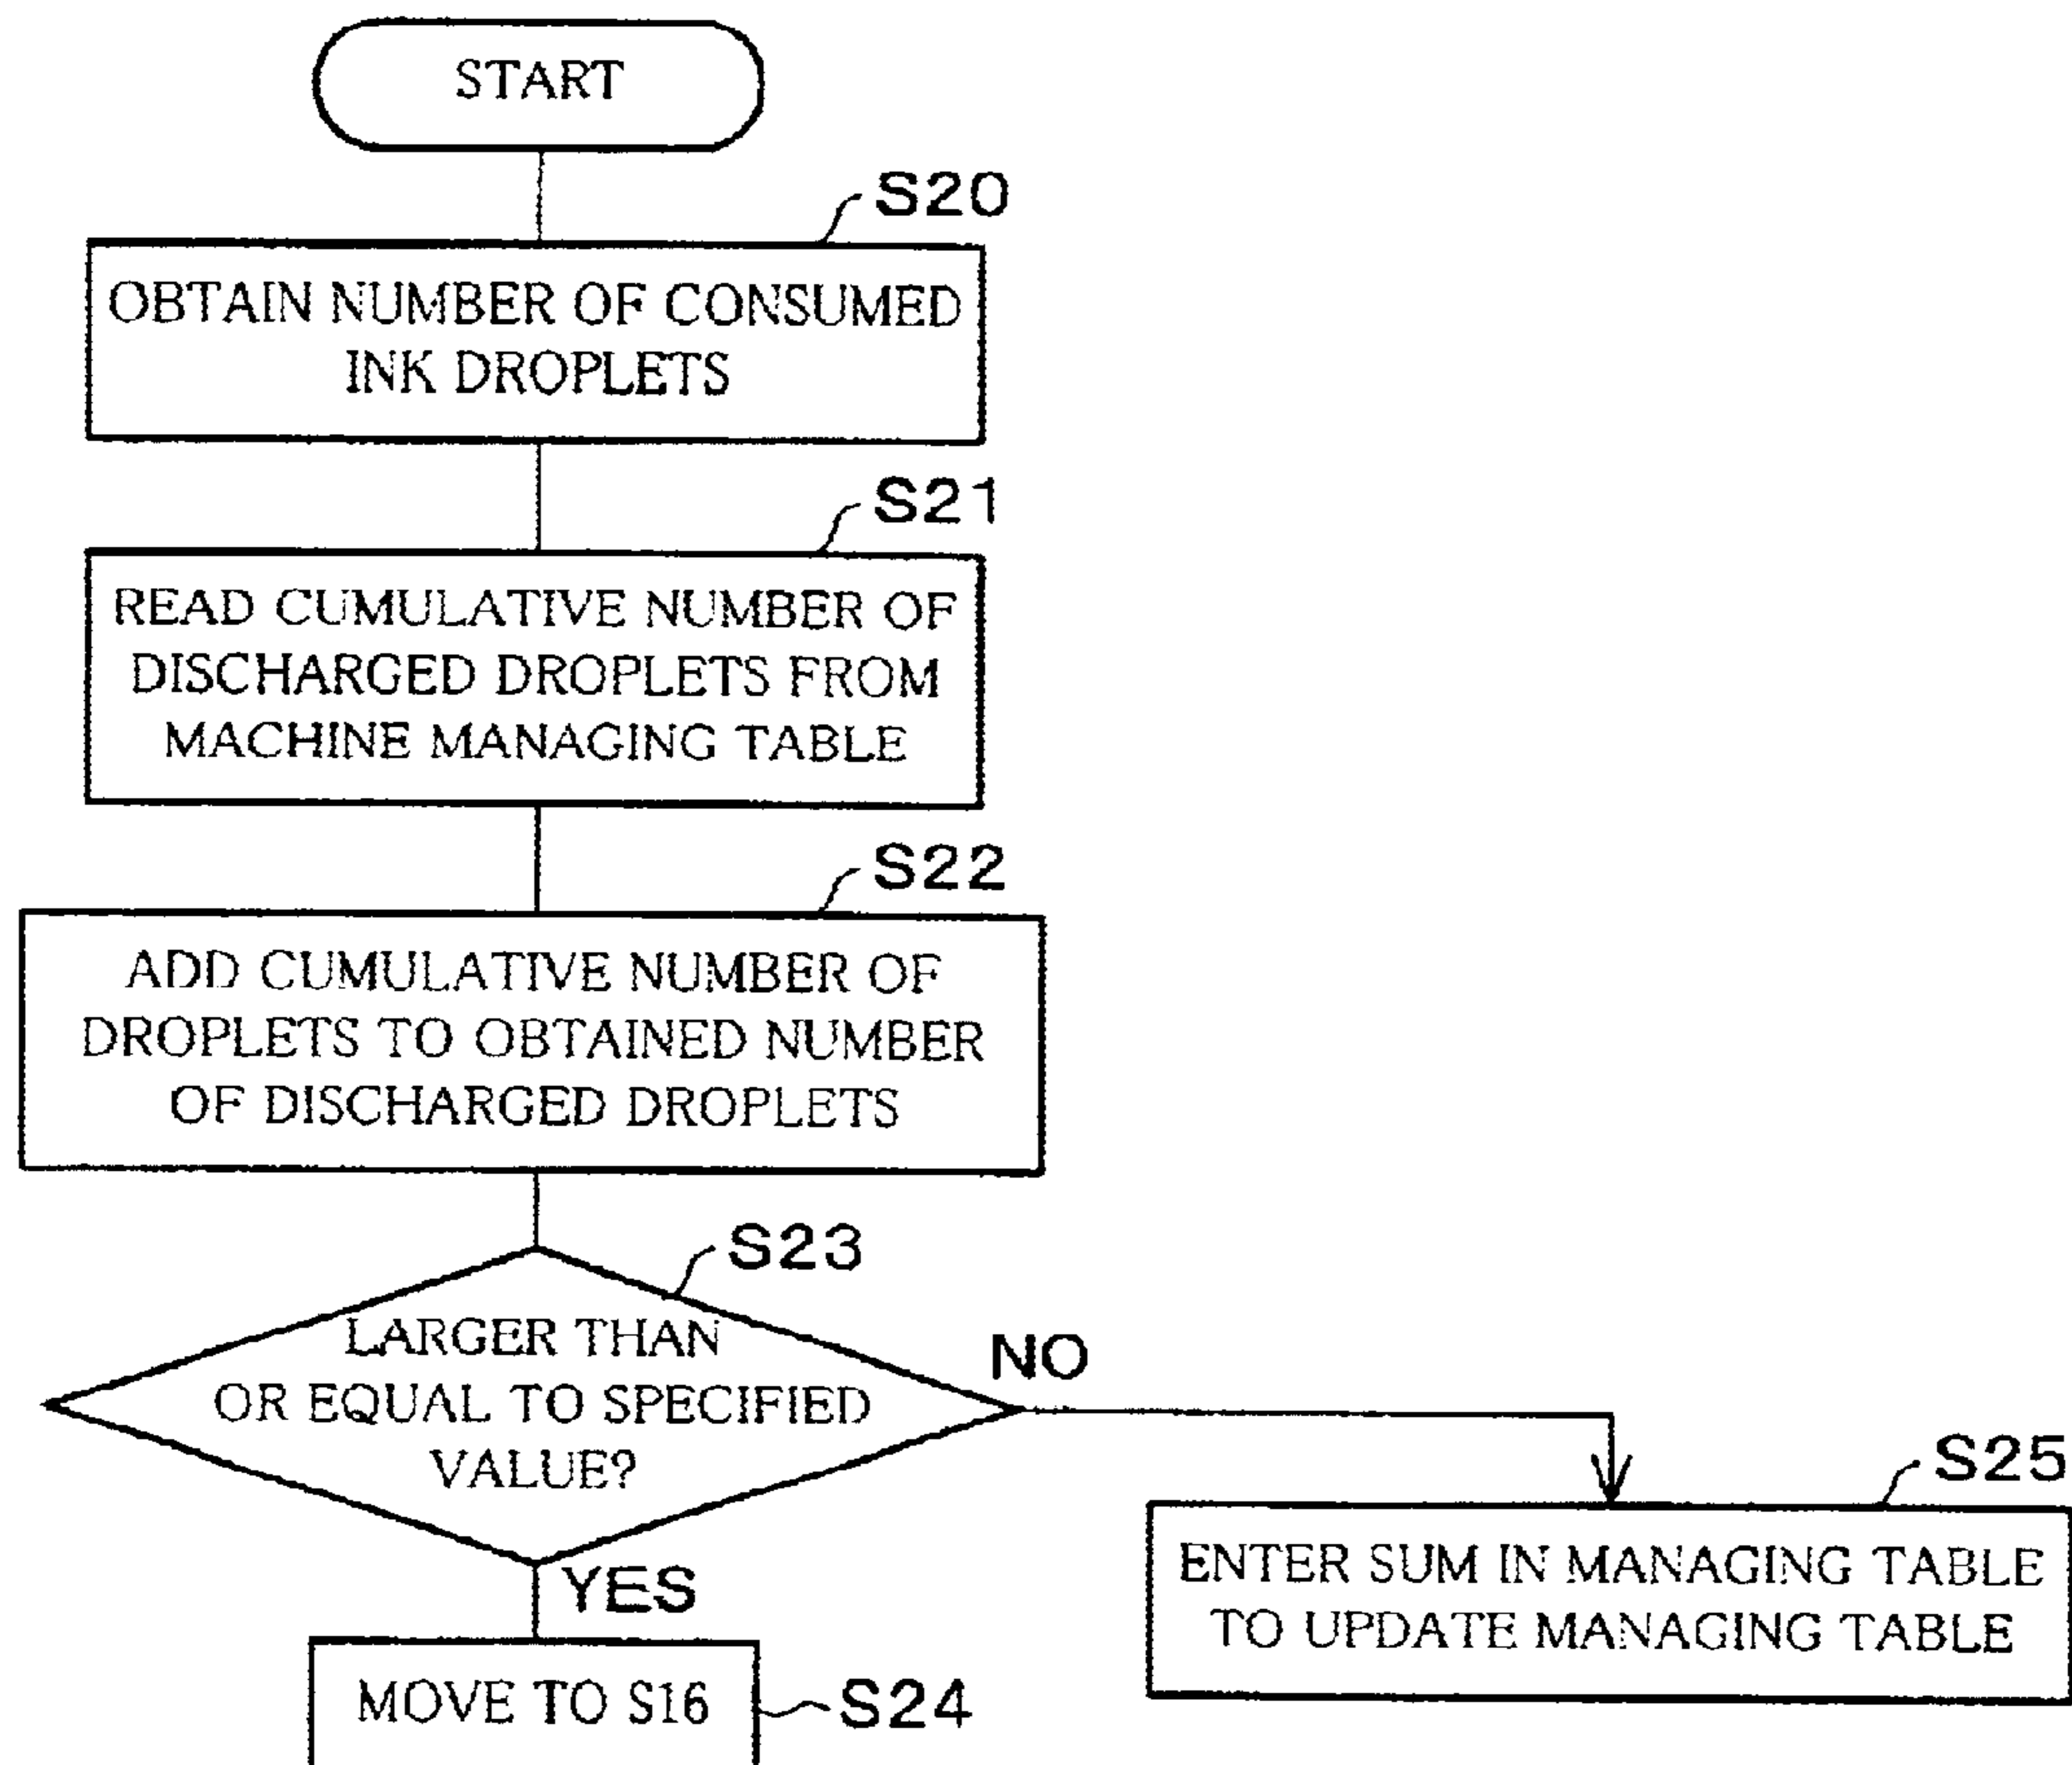 START
S20
OBTAIN NUMBER OF CONSUMED
INK DROPLETS
S21
READ CUMULATIVE NUMBER OF
DISCHARGED DROPLETS FROM
MACHINE MANAGING TABLE
S22
ADD CUMULATIVE NUMBER OF
DROPLETS TO OBTAINED NUMBER
OF DISCHARGED DROPLETS
S23
LARGER THAN
OR EQUAL TO SPECIFIED
VALUE?
NO
YES
S25
ENTER SUM IN MANAGING TABLE
TO UPDATE MANAGING TABLE
MOVE TO S16
S24